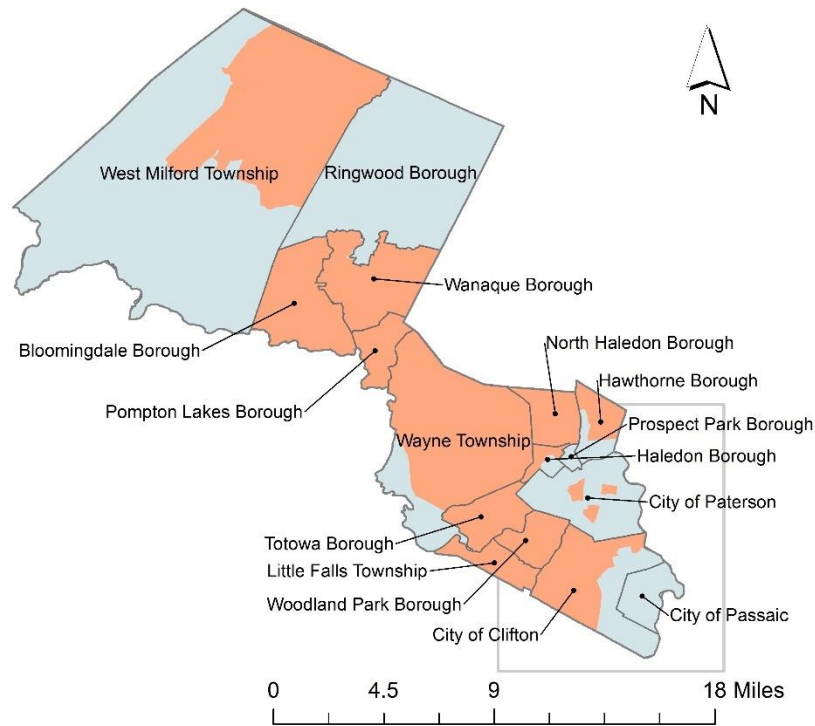 N
West Milford Township
Ringwood Borough
Wanaque Borough
Bloomingdale Borough
North Haledon Borough
Hawthorne Borough
Pompton Lakes Borough
Prospect Park Borough
Wayne Township
Haledon Borough
City of Paterson
Totowa Borough
Little Falls Township
Woodland Park Borough
City of Passaic
City of Clifton
0 4.5 9 18 Miles